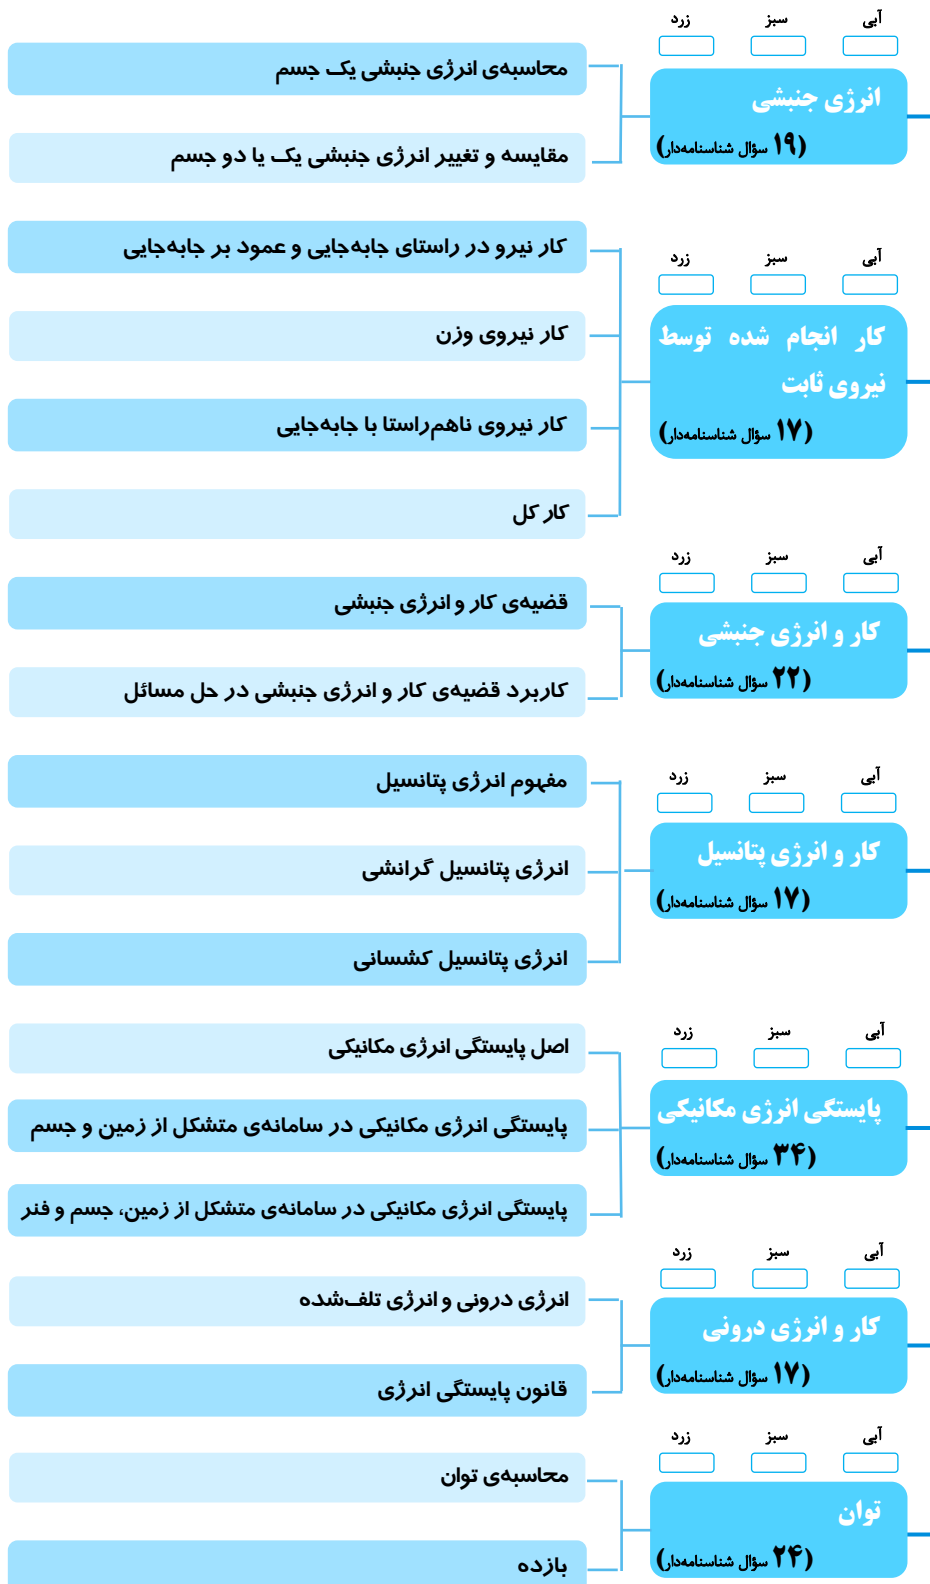 آبی سبز زرد
انرژی جنبشی
(۱۹ سؤال شناسنامه‌دار)
محاسبه‌ی انرژی جنبشی یک جسم
مقایسه و تغییر انرژی جنبشی یک یا دو جسم
آبی سبز زرد
کار انجام شده توسط
نیروی ثابت
(۱۷ سؤال شناسنامه‌دار)
کار نیرو در راستای جابه‌جایی و عمود بر جابه‌جایی
کار نیروی وزن
کار نیروی ناهم‌راستا با جابه‌جایی
کار کل
آبی سبز زرد
کار و انرژی جنبشی
(۲۲ سؤال شناسنامه‌دار)
قضیه‌ی کار و انرژی جنبشی
کاربرد قضیه‌ی کار و انرژی جنبشی در حل مسائل
آبی سبز زرد
کار و انرژی پتانسیل
(۱۷ سؤال شناسنامه‌دار)
مفهوم انرژی پتانسیل
انرژی پتانسیل گرانشی
انرژی پتانسیل کشسانی
آبی سبز زرد
پایستگی انرژی مکانیکی
(۳۴ سؤال شناسنامه‌دار)
اصل پایستگی انرژی مکانیکی
پایستگی انرژی مکانیکی در سامانه‌ی متشکل از زمین و جسم
پایستگی انرژی مکانیکی در سامانه‌ی متشکل از زمین، جسم و فنر
آبی سبز زرد
کار و انرژی درونی
(۱۷ سؤال شناسنامه‌دار)
انرژی درونی و انرژی تلف‌شده
قانون پایستگی انرژی
آبی سبز زرد
توان
(۲۴ سؤال شناسنامه‌دار)
محاسبه‌ی توان
بازده